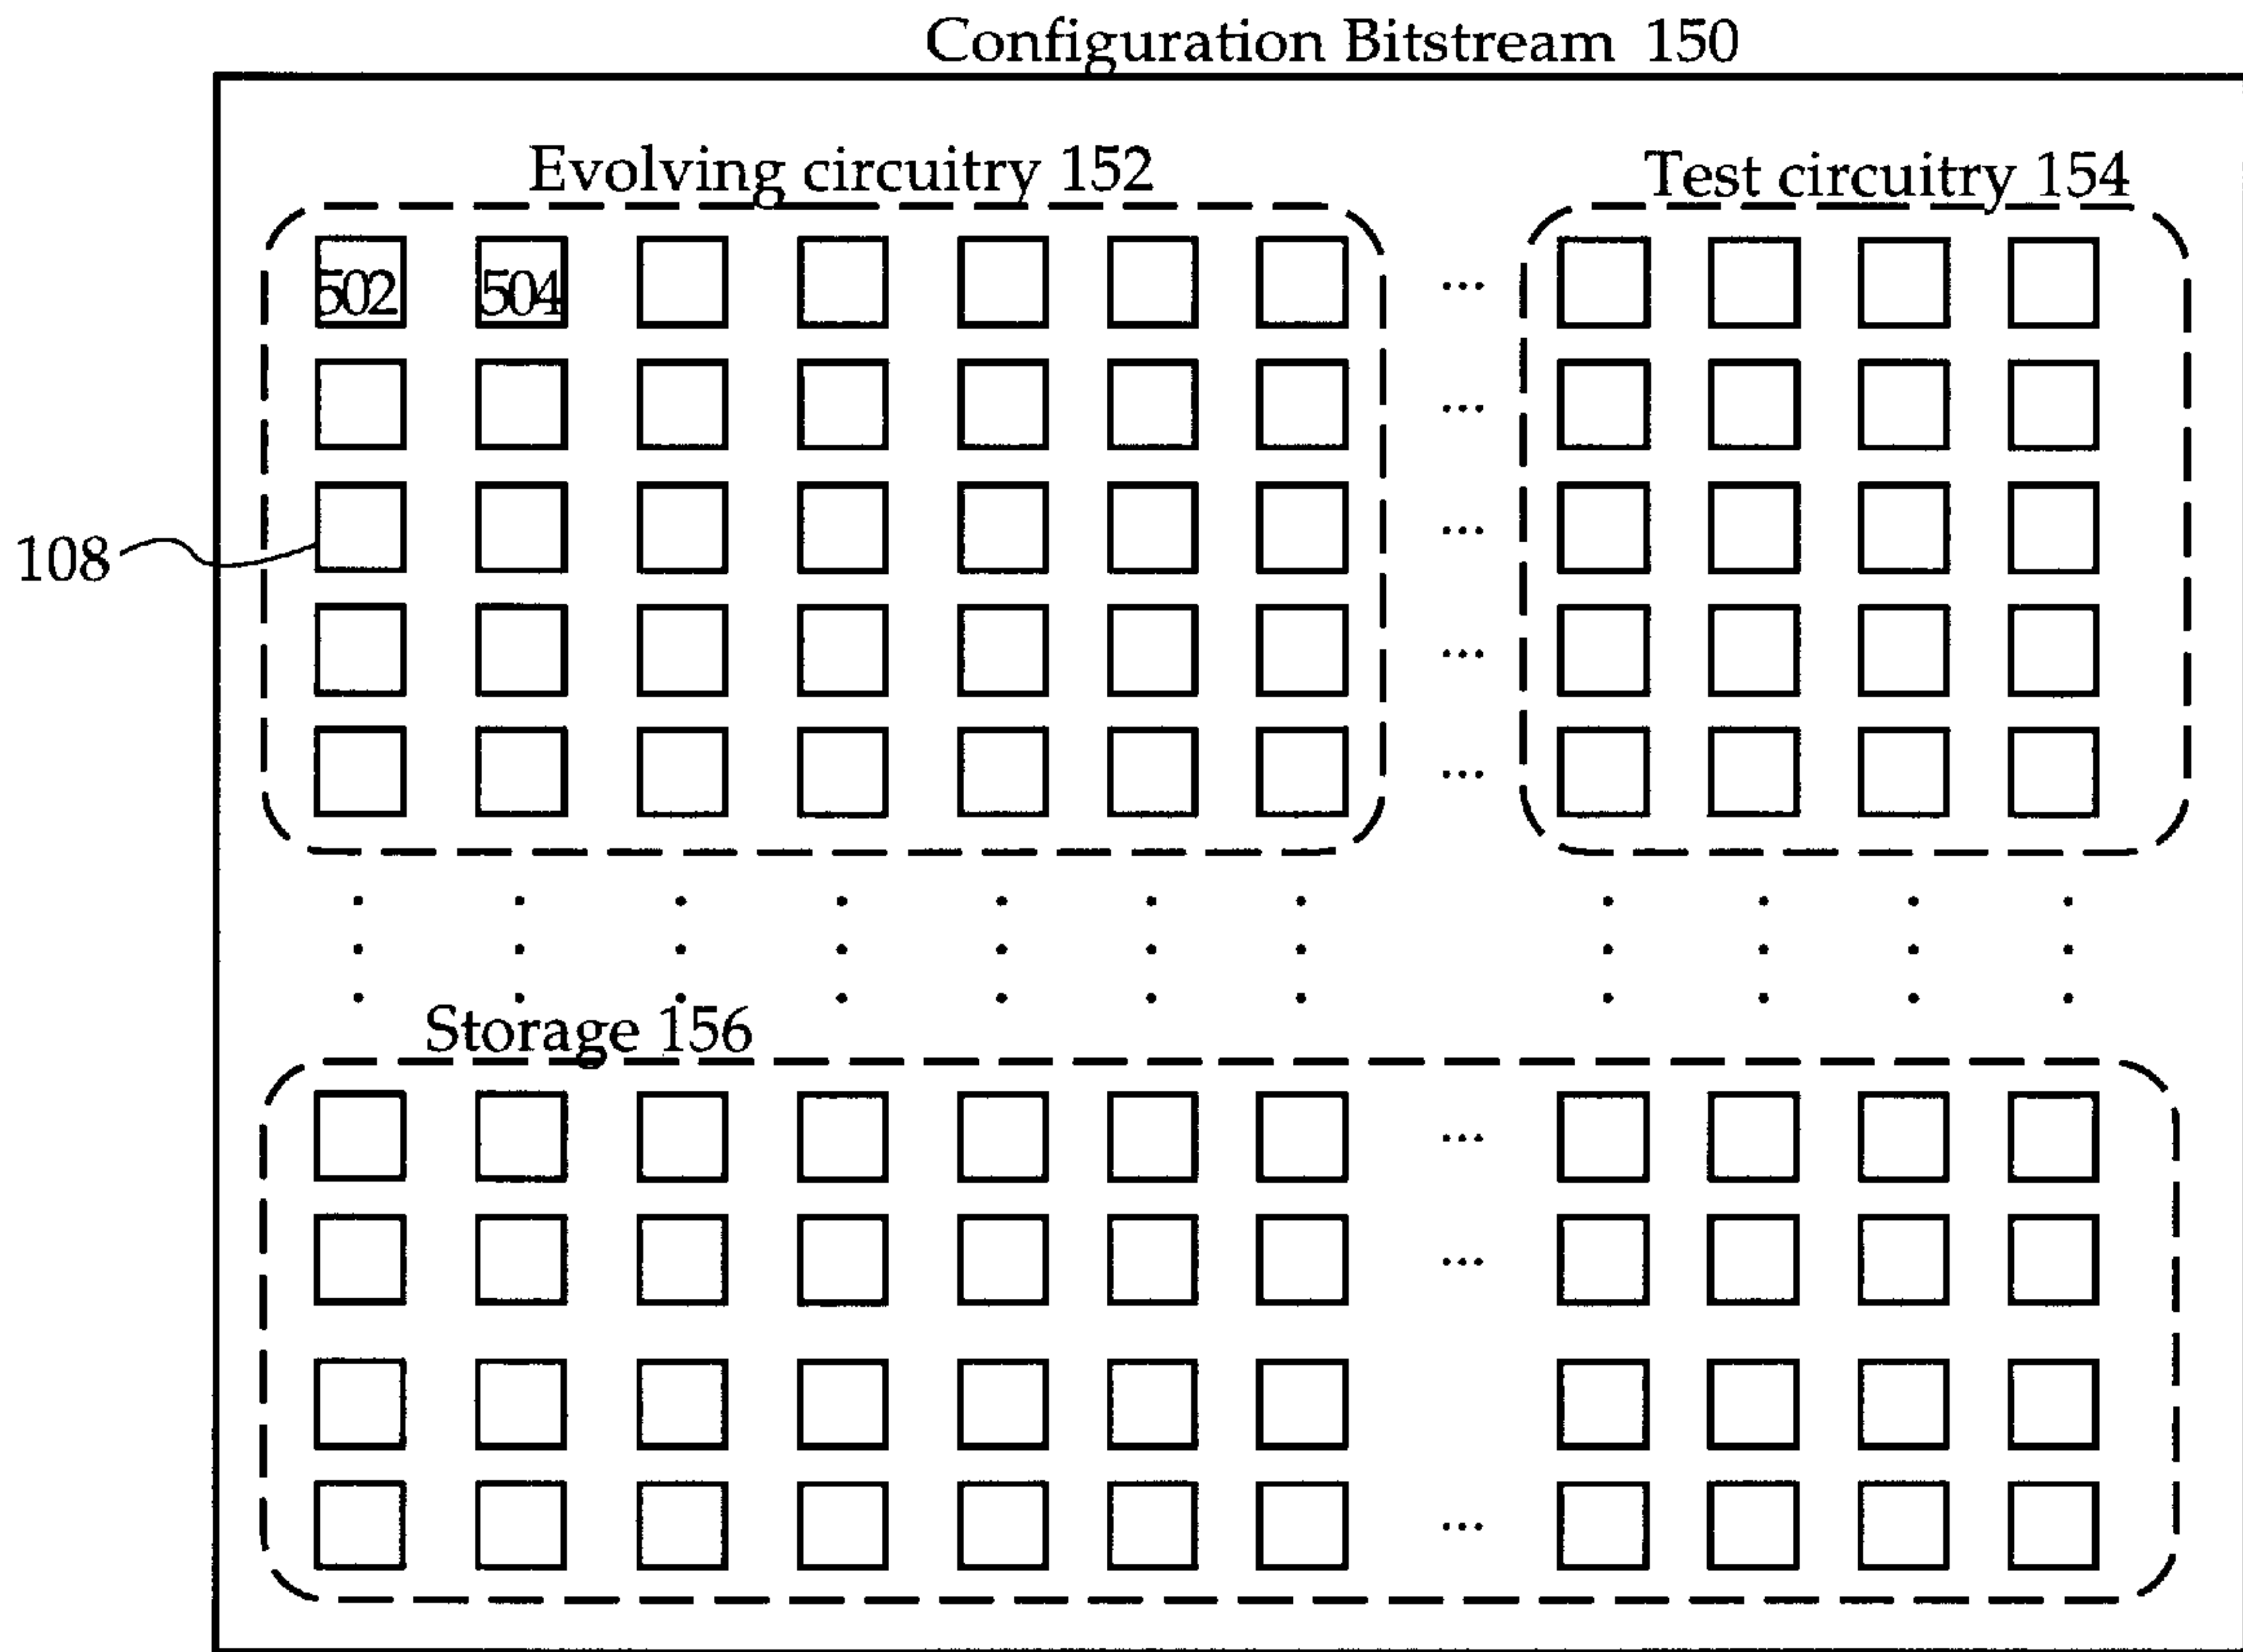 Configuration Bitstream 150
Evolving circuitry 152
Test circuitry 154
502 504
108
Storage 156